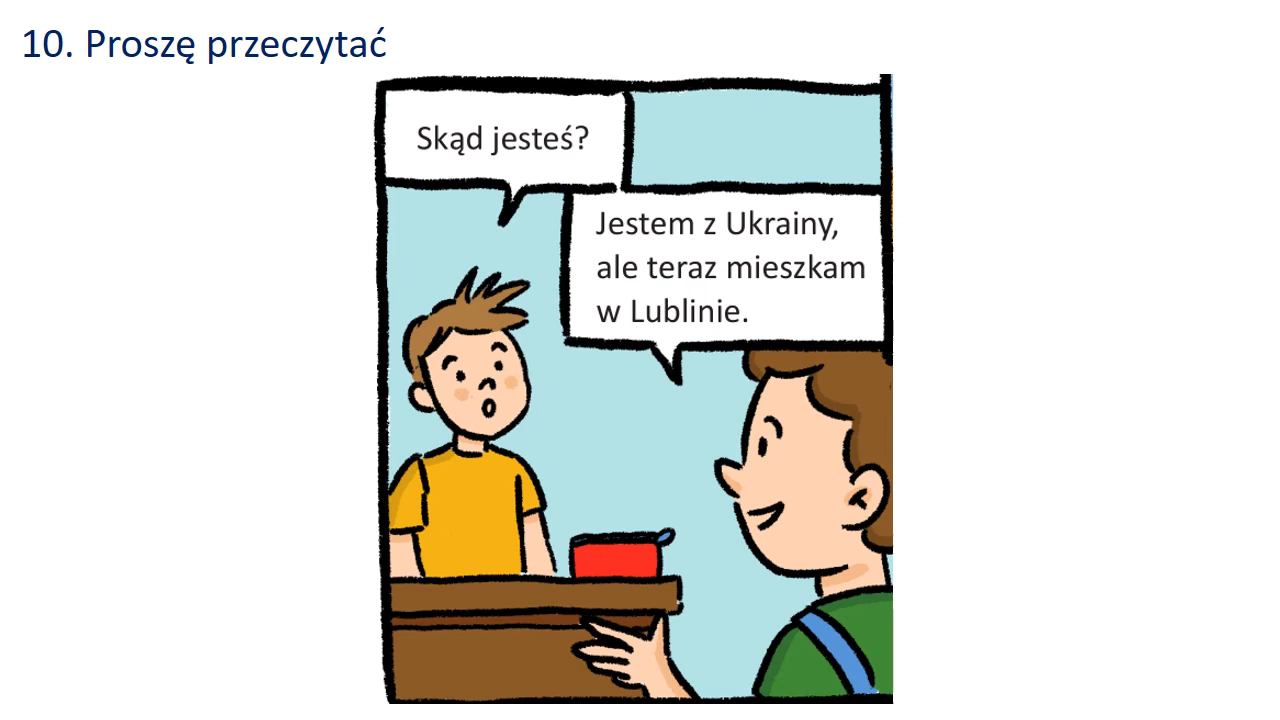 10. Proszę przeczytać
Skąd jesteś?
Jestem z Ukrainy,
ale teraz mieszkam
w Lublinie.